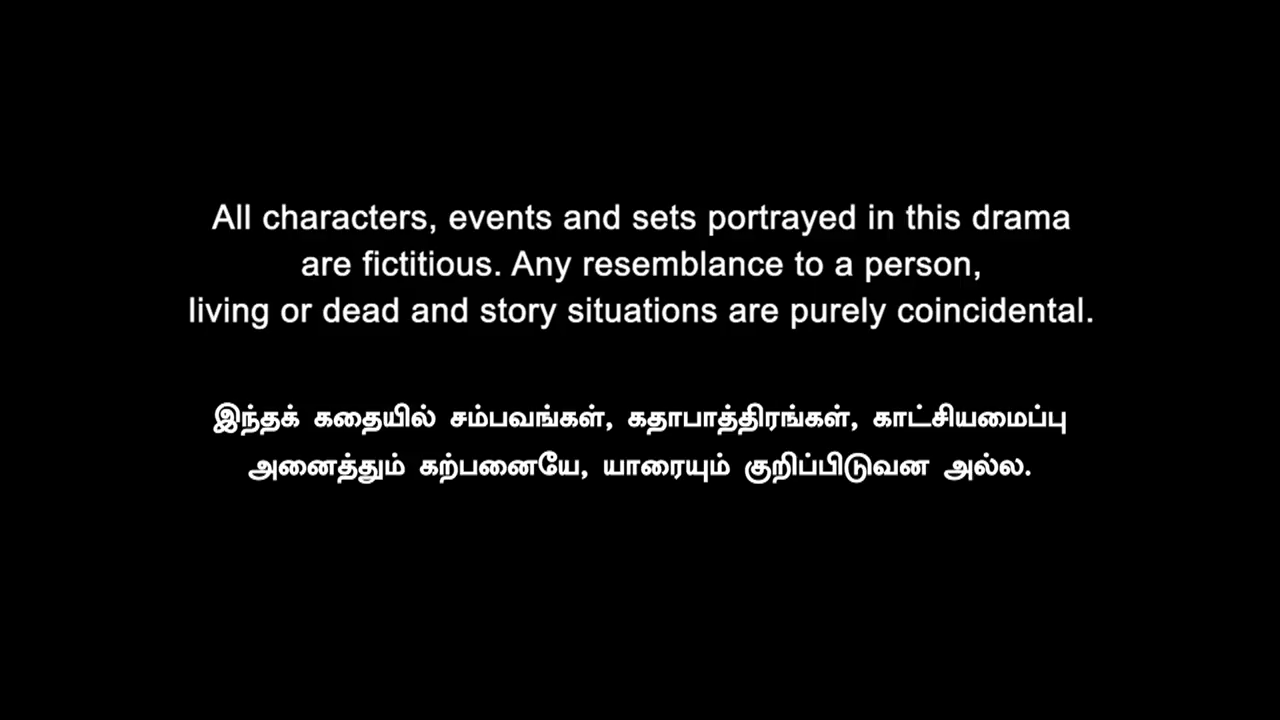 All characters, events and sets portrayed in this drama
are fictitious. Any resemblance to a person,
living or dead and story situations are purely coincidental.
இந்தக் கதையில் சம்பவங்கள், கதாபாத்திரங்கள், காட்சியமைப்பு
அனைத்தும் கற்பனையே, யாரையும் குறிப்பிடுவன அல்ல.